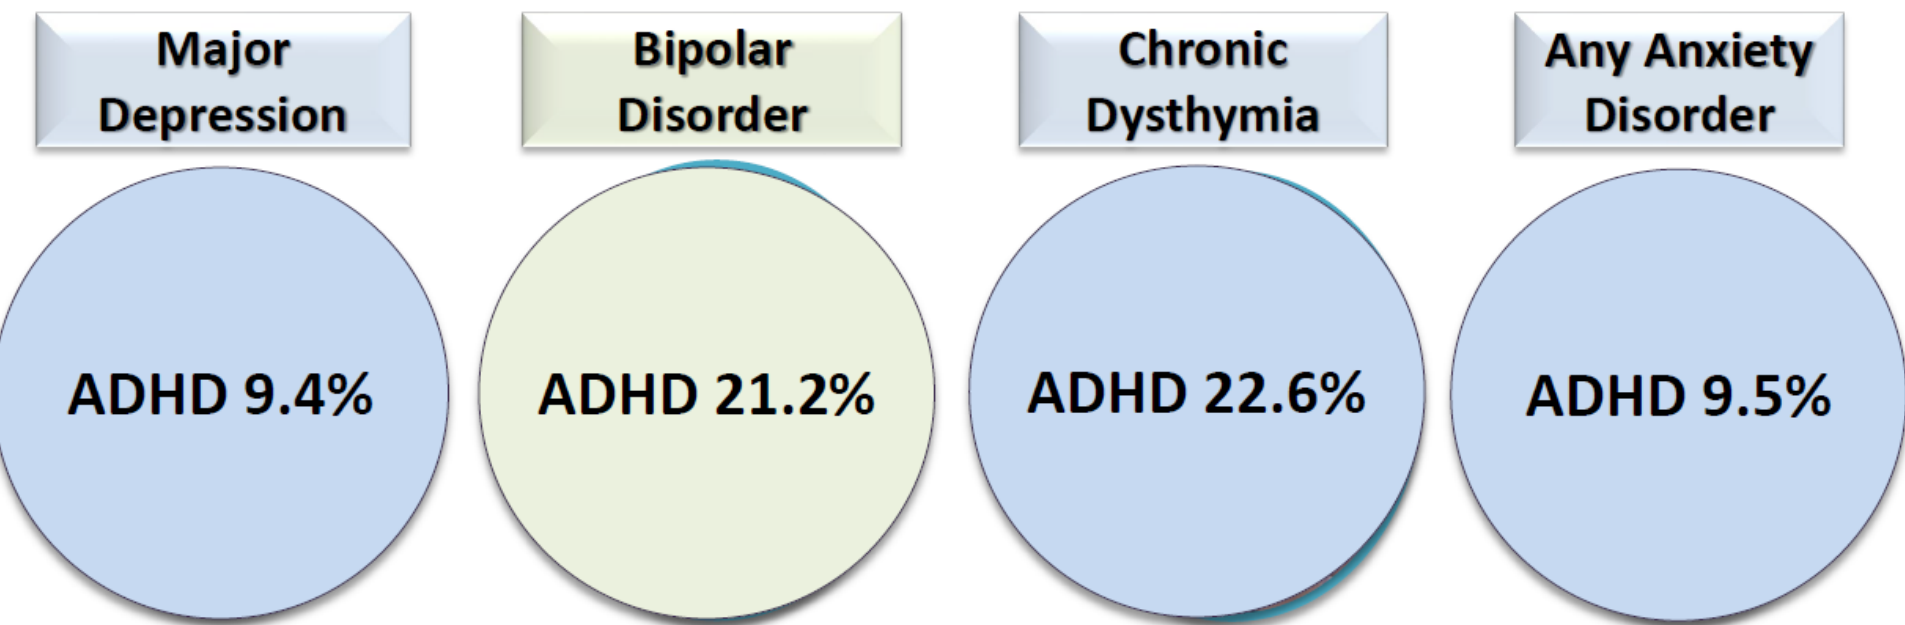 Major
Depression
Bipolar
Disorder
Chronic
Dysthymia
Any Anxiety
Disorder
ADHD 9.4%
ADHD 21.2%
ADHD 22.6%
ADHD 9.5%